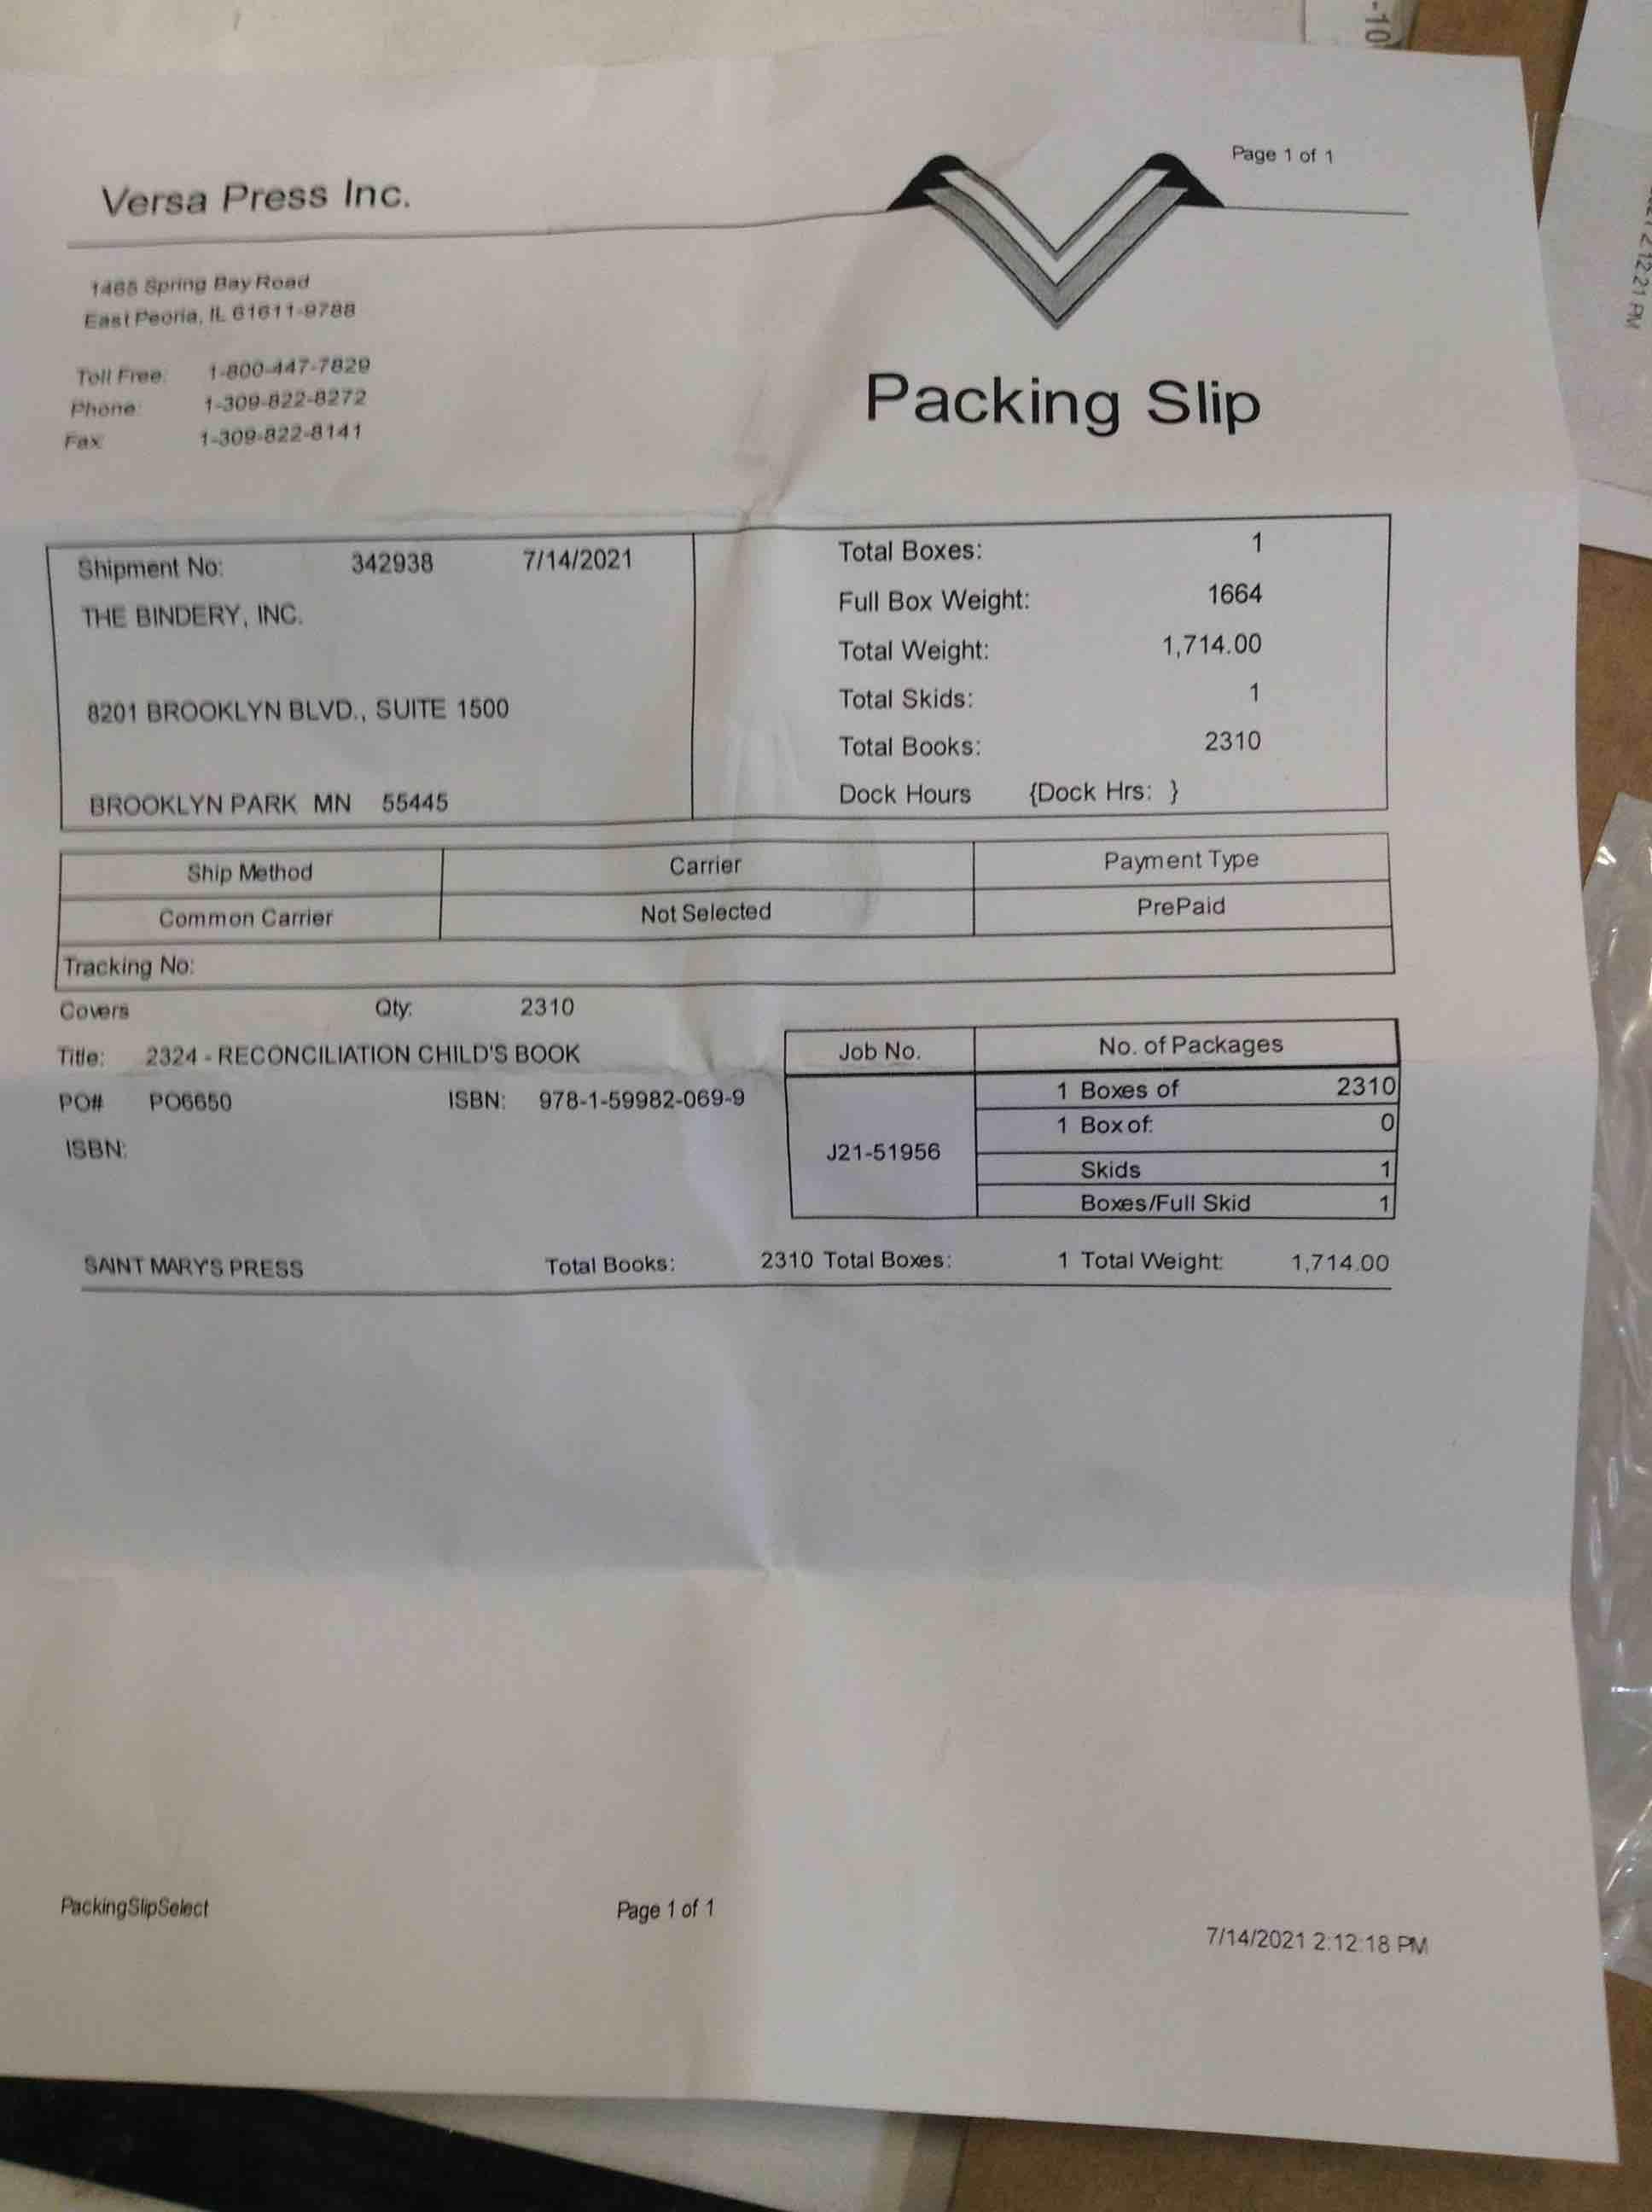 -10
Page 1 of 1
Versa Press Inc.
1465 Spring Bay Road
East Peoria, IL 61611-9788
Toll Free: 1-800-447-7829
Phone: 1-309-822-8272
Fax: 1-309-822-8141
Packing Slip
Shipment No: 342938 7/14/2021
THE BINDERY, INC.
8201 BROOKLYN BLVD., SUITE 1500
BROOKLYN PARK MN 55445
Total Boxes: 1
Full Box Weight: 1664
Total Weight: 1,714.00
Total Skids: 1
Total Books: 2310
Dock Hours {Dock Hrs: }
Ship Method Carrier Payment Type
Common Carrier Not Selected PrePaid
Tracking No:
Covers Qty: 2310
Title: 2324 - RECONCILIATION CHILD'S BOOK
PO# PO6650 ISBN: 978-1-59982-069-9
ISBN:
Job No. No. of Packages
J21-51956
1 Boxes of 2310
1 Box of: 0
Skids 1
Boxes/Full Skid 1
SAINT MARY'S PRESS Total Books: 2310 Total Boxes: 1 Total Weight: 1,714.00
PackingSlipSelect Page 1 of 1 7/14/2021 2:12:18 PM
12:21 PM